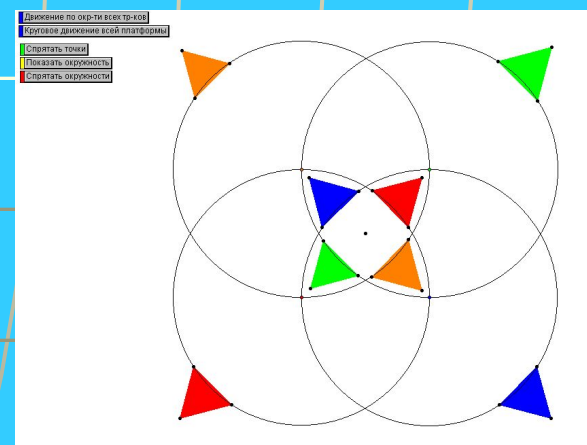 Движение по окр-ти всех тр-ков
Круговое движение всей платформы
Спрятать точки
Показать окружность
Спрятать окружности